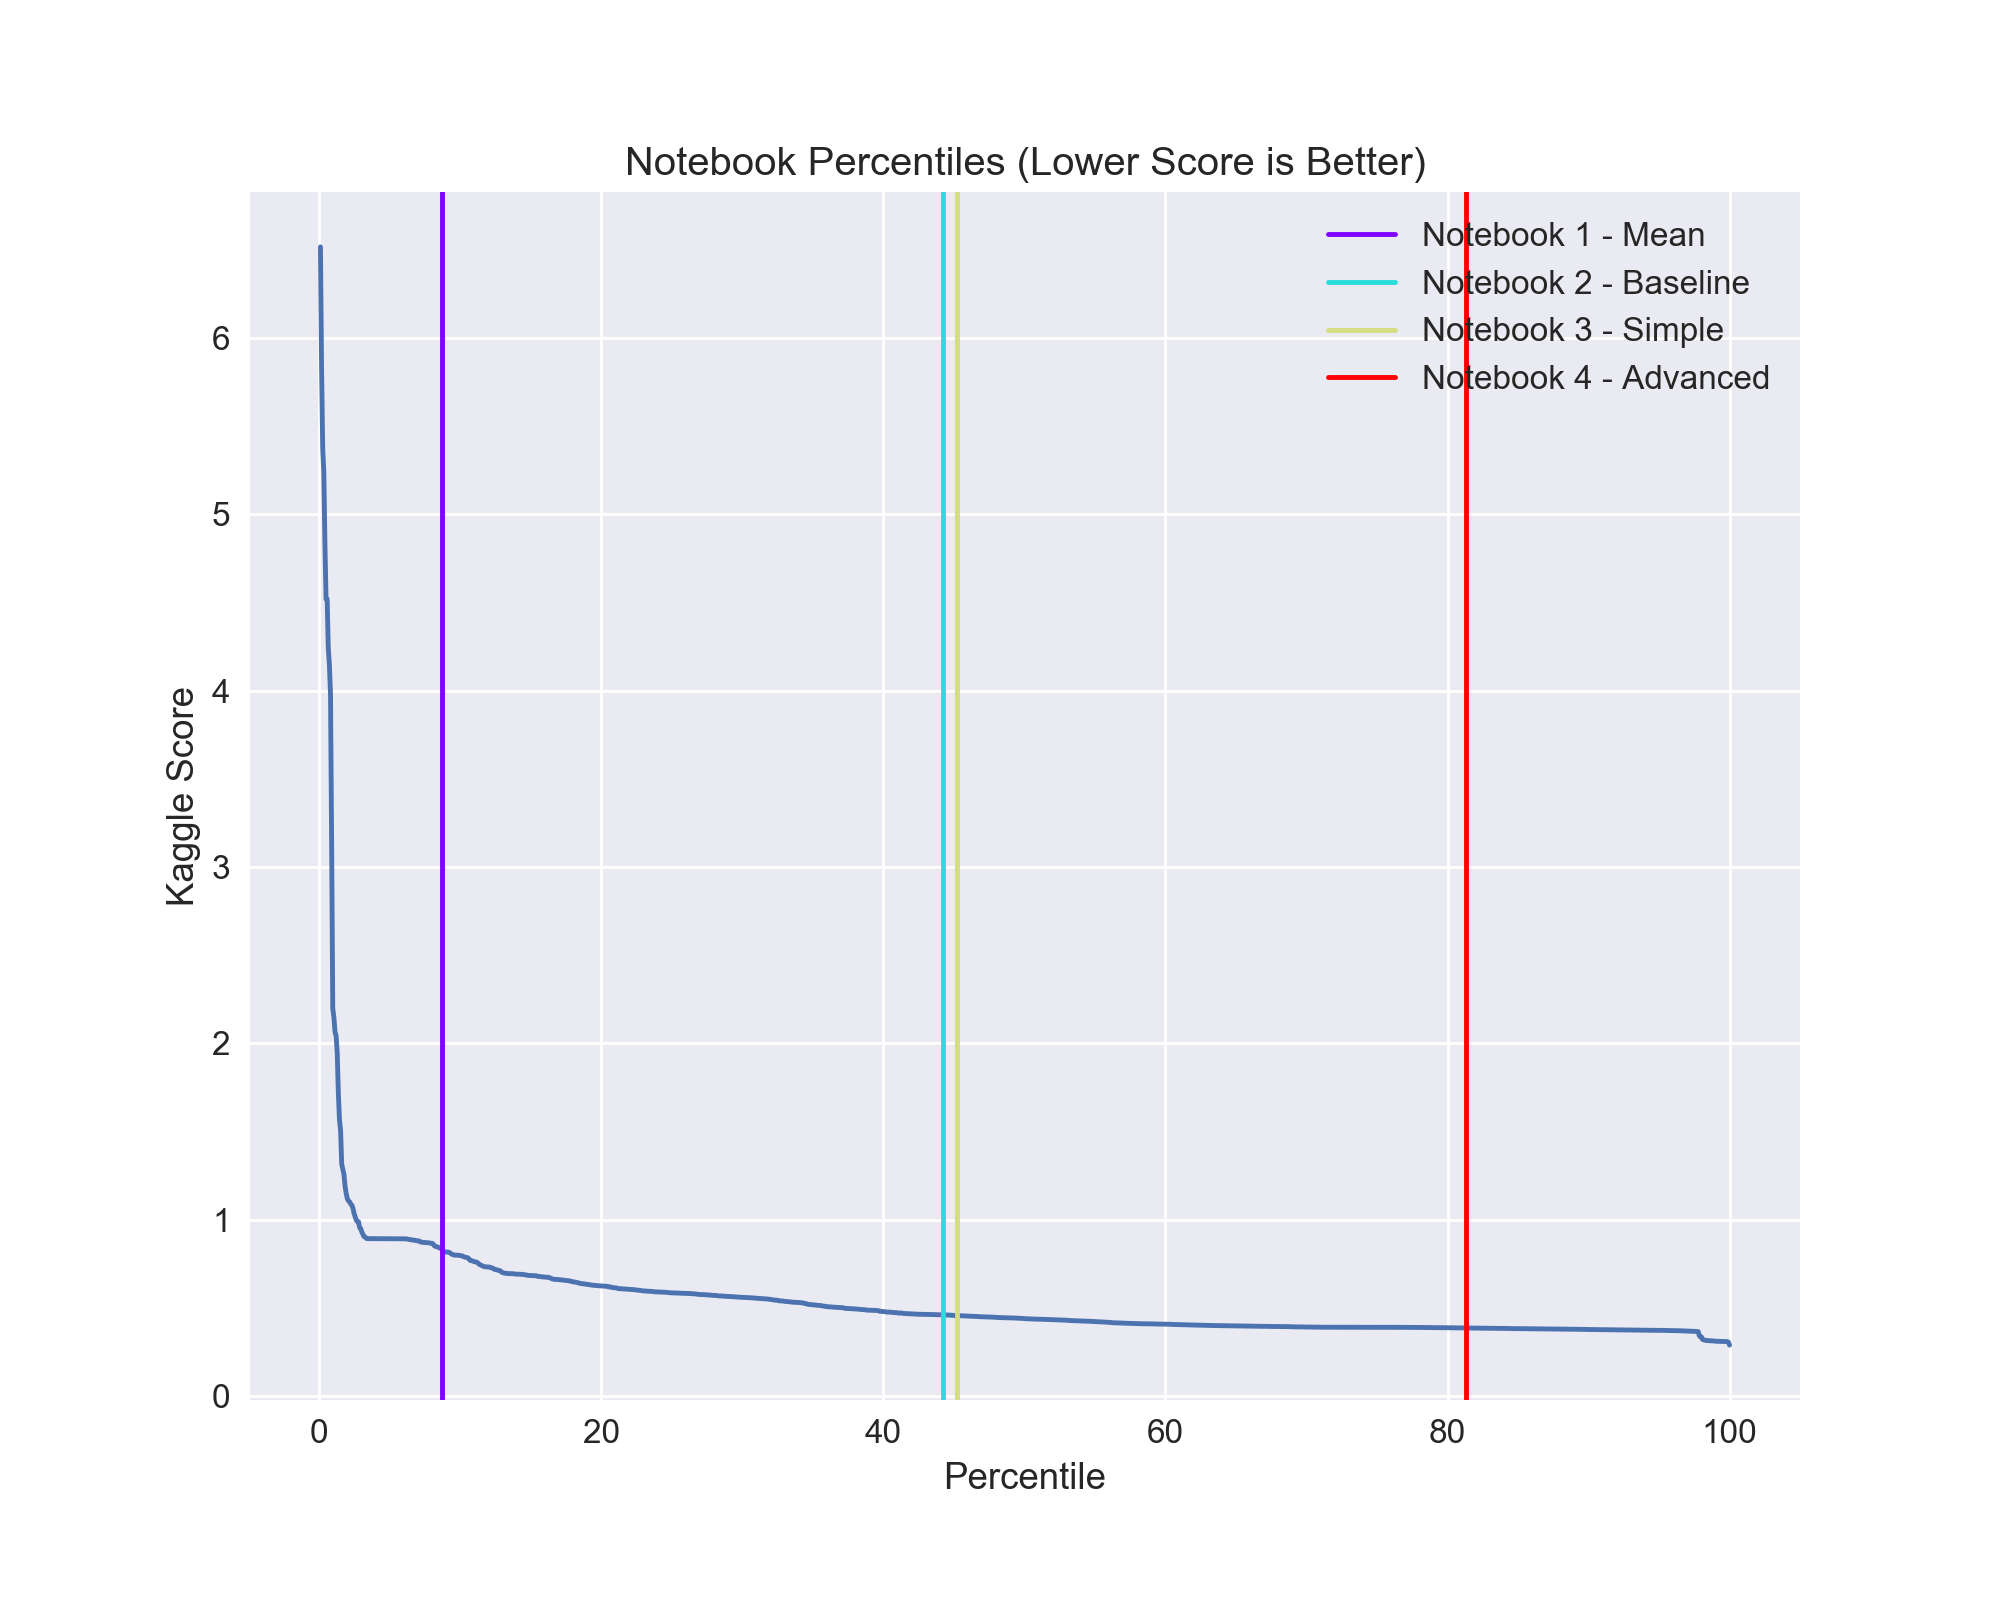 Notebook Percentiles (Lower Score is Better)
Notebook 1 - Mean
Notebook 2 - Baseline
Notebook 3 - Simple
Notebook 4 - Advanced
6
5
4
3
2
1
0
Kaggle Score
0 20 40 60 80 100
Percentile